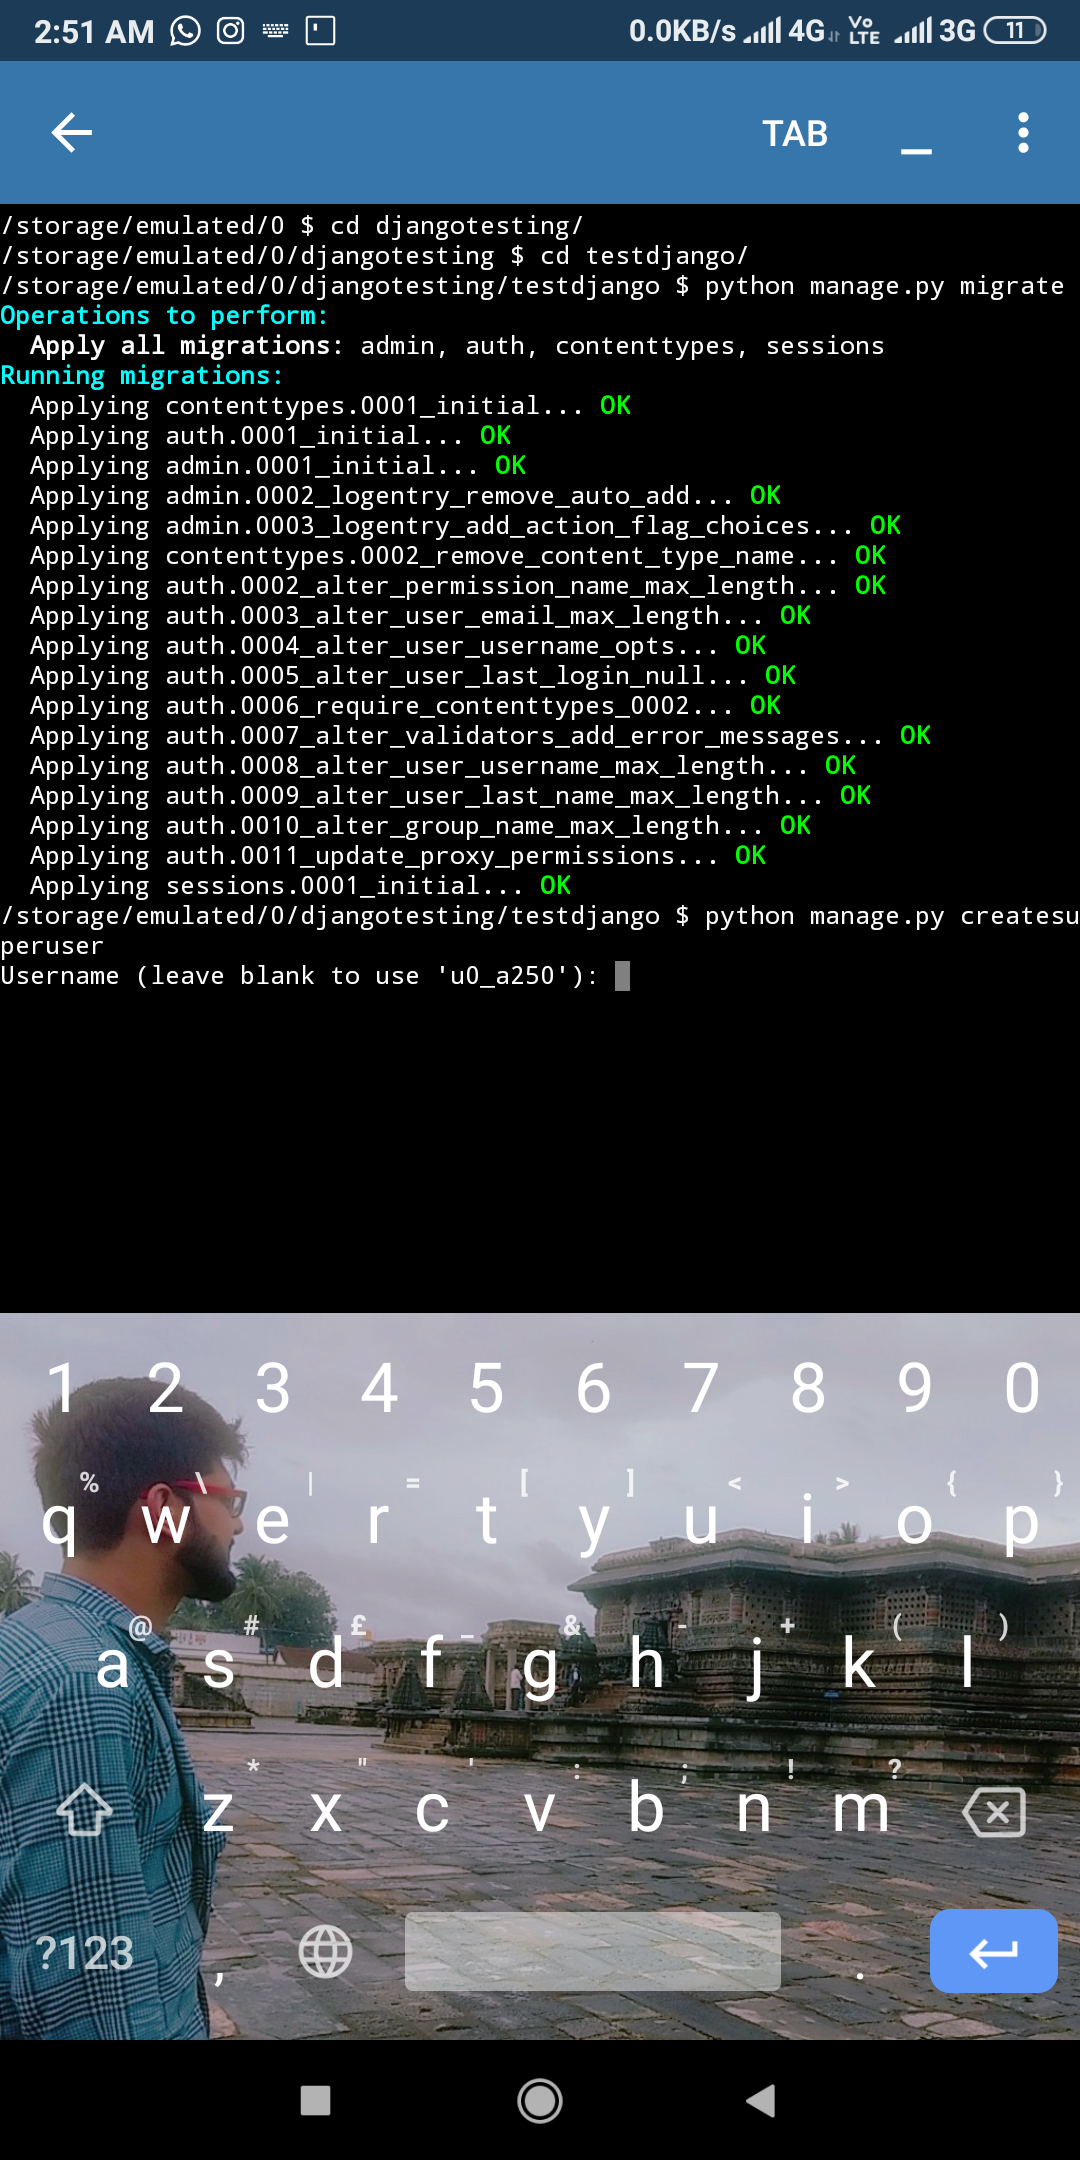 2:51 AM 0.0KB/s 4G Vo LTE 3G 11
TAB _
/storage/emulated/0 $ cd djangotesting/
/storage/emulated/0/djangotesting $ cd testdjango/
/storage/emulated/0/djangotesting/testdjango $ python manage.py migrate
Operations to perform:
  Apply all migrations: admin, auth, contenttypes, sessions
Running migrations:
  Applying contenttypes.0001_initial... OK
  Applying auth.0001_initial... OK
  Applying admin.0001_initial... OK
  Applying admin.0002_logentry_remove_auto_add... OK
  Applying admin.0003_logentry_add_action_flag_choices... OK
  Applying contenttypes.0002_remove_content_type_name... OK
  Applying auth.0002_alter_permission_name_max_length... OK
  Applying auth.0003_alter_user_email_max_length... OK
  Applying auth.0004_alter_user_username_opts... OK
  Applying auth.0005_alter_user_last_login_null... OK
  Applying auth.0006_require_contenttypes_0002... OK
  Applying auth.0007_alter_validators_add_error_messages... OK
  Applying auth.0008_alter_user_username_max_length... OK
  Applying auth.0009_alter_user_last_name_max_length... OK
  Applying auth.0010_alter_group_name_max_length... OK
  Applying auth.0011_update_proxy_permissions... OK
  Applying sessions.0001_initial... OK
/storage/emulated/0/djangotesting/testdjango $ python manage.py createsu
peruser
Username (leave blank to use 'u0_a250'):
1 2 3 4 5 6 7 8 9 0
% \ | = [ ] < > { }
q w e r t y u i o p
@ # £ _ & - + ( )
a s d f g h j k l
* " ' : ; ! ?
z x c v b n m
?123 , .